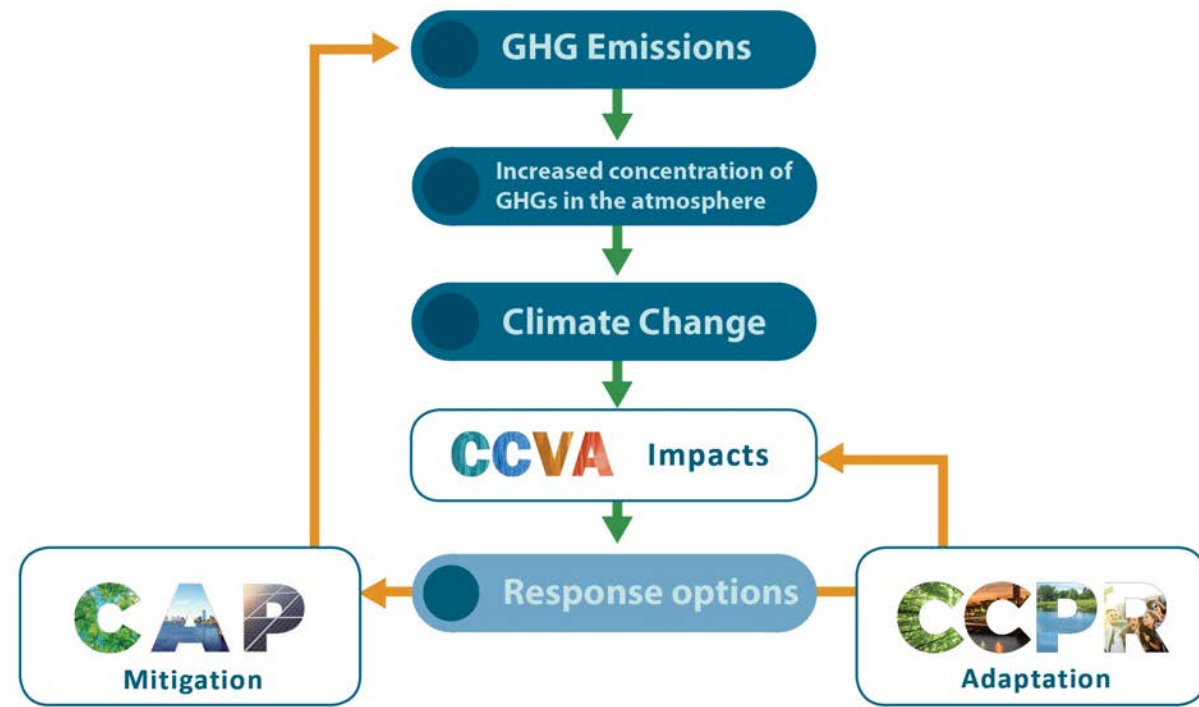 GHG Emissions
Increased concentration of
GHGs in the atmosphere
Climate Change
CCVA Impacts
Response options
CAP
Mitigation
CCPR
Adaptation